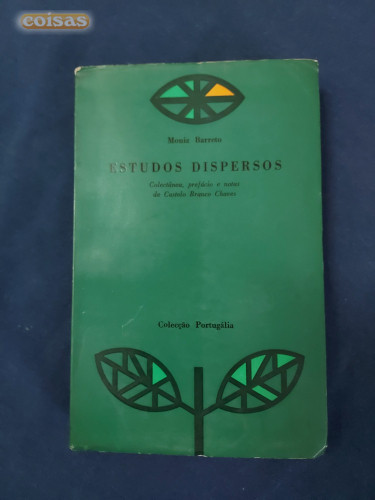 coisas
Moniz Barreto
ESTUDOS DISPERSOS
Colectânea, prefácio e notas
de Castelo Branco Chaves
Colecção Portugália